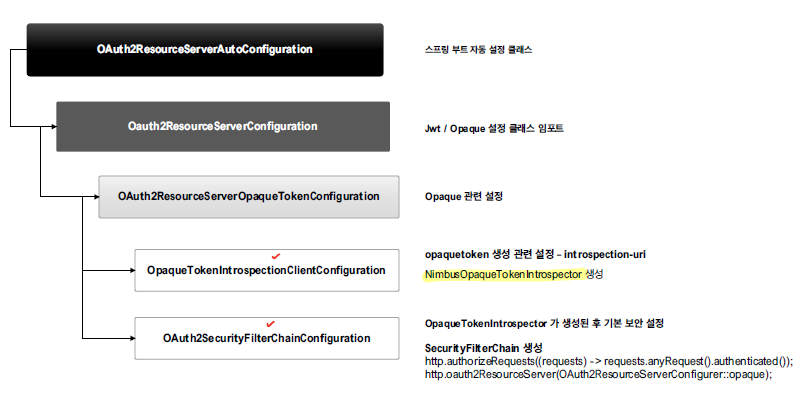 OAuth2ResourceServerAutoConfiguration
스프링 부트 자동 설정 클래스
Oauth2ResourceServerConfiguration
Jwt / Opaque 설정 클래스 임포트
OAuth2ResourceServerOpaqueTokenConfiguration
Opaque 관련 설정
OpaqueTokenIntrospectionClientConfiguration
opaquetoken 생성 관련 설정 – introspection-uri
NimbusOpaqueTokenIntrospector 생성
OAuth2SecurityFilterChainConfiguration
OpaqueTokenIntrospector 가 생성된 후 기본 보안 설정
SecurityFilterChain 생성
http.authorizeRequests((requests) -> requests.anyRequest().authenticated());
http.oauth2ResourceServer(OAuth2ResourceServerConfigurer::opaque);